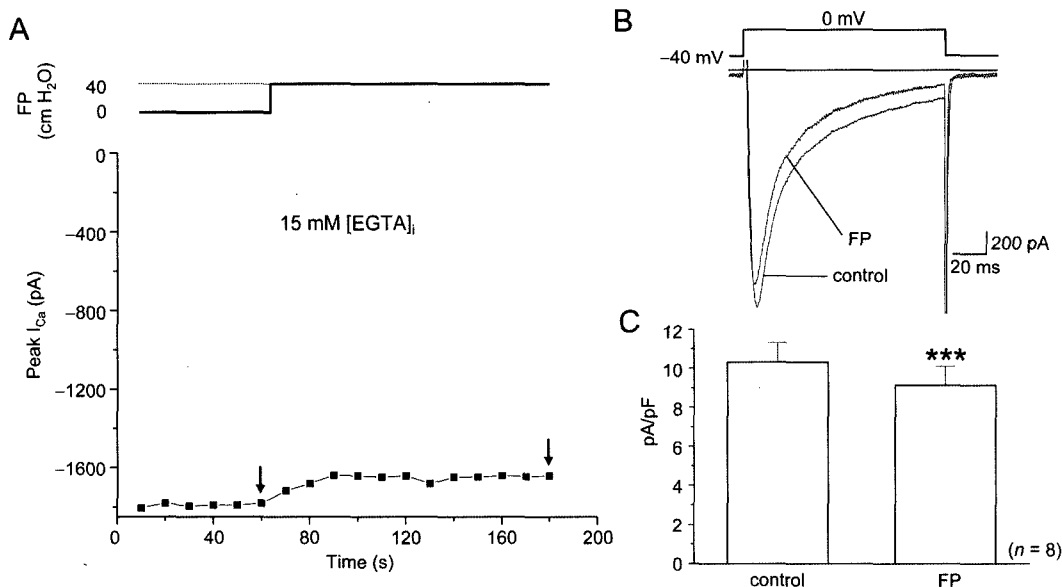 A
FP
(cm H₂O)
40
0
0
−400
−800
−1200
−1600
Peak I_Ca (pA)
15 mM [EGTA]ᵢ
0
40
80
120
160
200
Time (s)
B
0 mV
−40 mV
FP
control
200 pA
20 ms
C
12
10
8
6
4
2
0
pA/pF
***
control
FP
(n = 8)